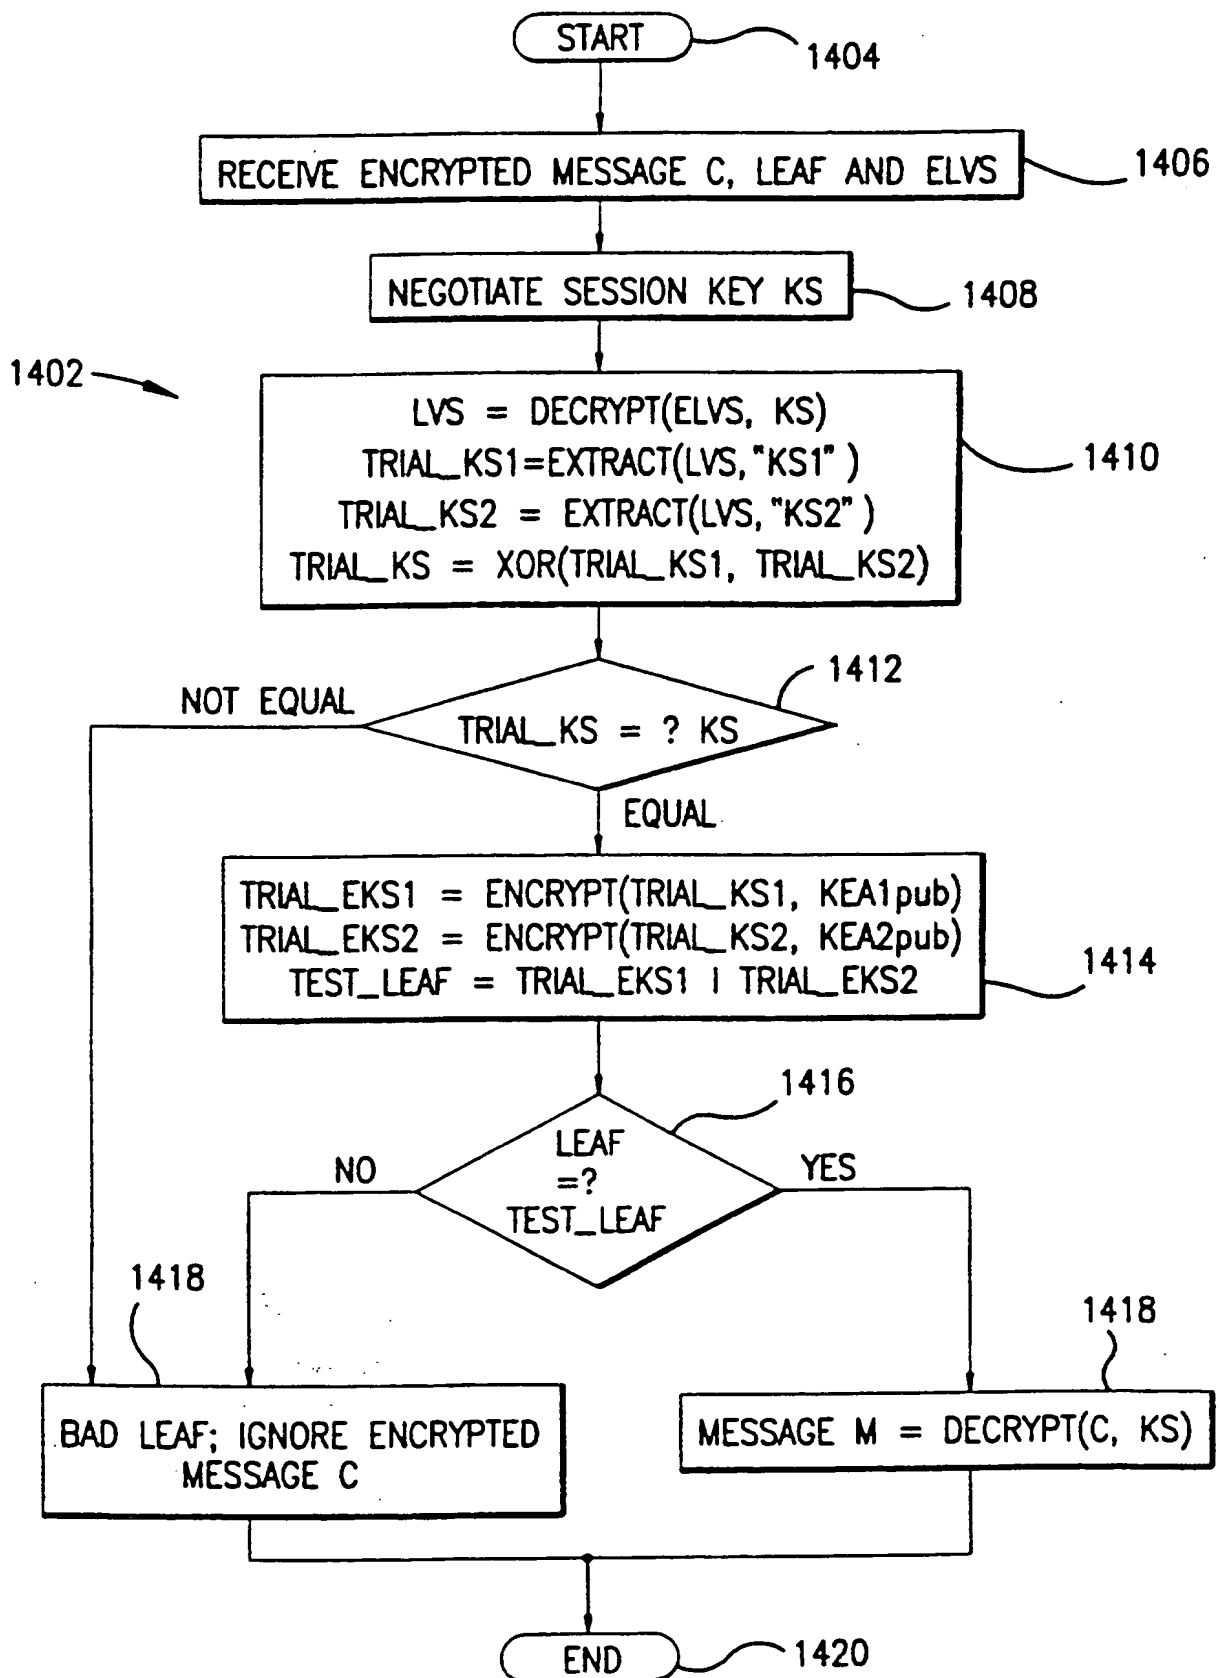 START
1404
RECEIVE ENCRYPTED MESSAGE C, LEAF AND ELVS
1406
NEGOTIATE SESSION KEY KS
1408
1402
LVS = DECRYPT(ELVS, KS)
TRIAL_KS1=EXTRACT(LVS,"KS1")
TRIAL_KS2 = EXTRACT(LVS,"KS2")
TRIAL_KS = XOR(TRIAL_KS1, TRIAL_KS2)
1410
1412
NOT EQUAL
TRIAL_KS = ? KS
EQUAL
TRIAL_EKS1 = ENCRYPT(TRIAL_KS1, KEA1pub)
TRIAL_EKS2 = ENCRYPT(TRIAL_KS2, KEA2pub)
TEST_LEAF = TRIAL_EKS1 | TRIAL_EKS2
1414
1416
LEAF
=?
TEST_LEAF
NO
YES
1418
1418
BAD LEAF; IGNORE ENCRYPTED
MESSAGE C
MESSAGE M = DECRYPT(C, KS)
END
1420